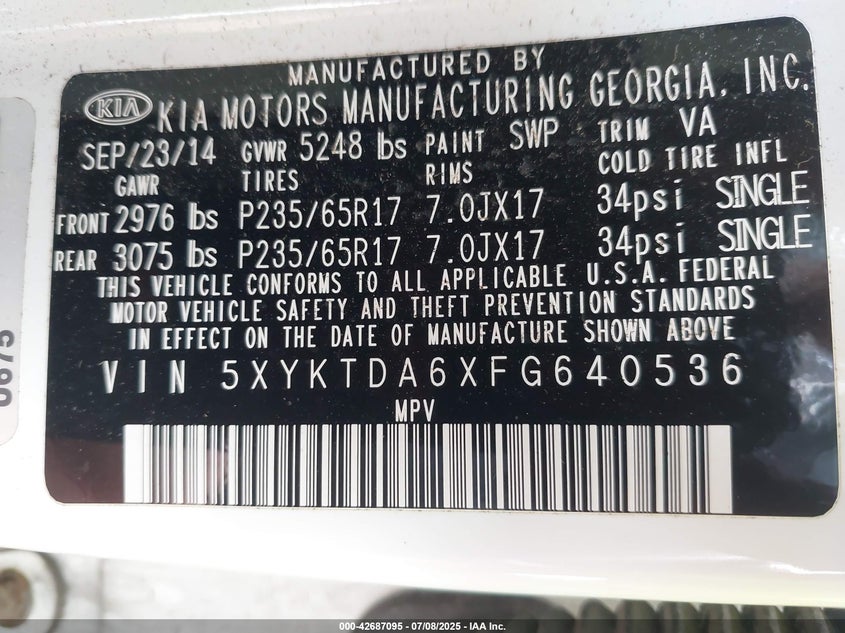 MANUFACTURED BY
KIA KIA MOTORS MANUFACTURING GEORGIA, INC.
SEP/23/14 GVWR 5248 lbs PAINT SWP TRIM VA
GAWR TIRES RIMS COLD TIRE INFL
FRONT 2976 lbs P235/65R17 7.0JX17 34psi SINGLE
REAR 3075 lbs P235/65R17 7.0JX17 34psi SINGLE
THIS VEHICLE CONFORMS TO ALL APPLICABLE U.S.A. FEDERAL
MOTOR VEHICLE SAFETY AND THEFT PREVENTION STANDARDS
IN EFFECT ON THE DATE OF MANUFACTURE SHOWN ABOVE
VIN 5XYKTDA6XFG640536
MPV
000-42687095 - 07/08/2025 - IAA Inc.